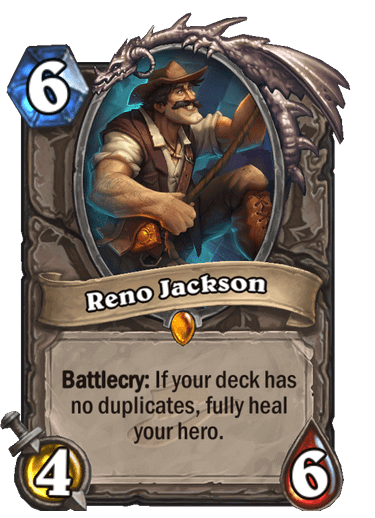 6
Reno Jackson
Battlecry: If your deck has
no duplicates, fully heal
your hero.
4
6